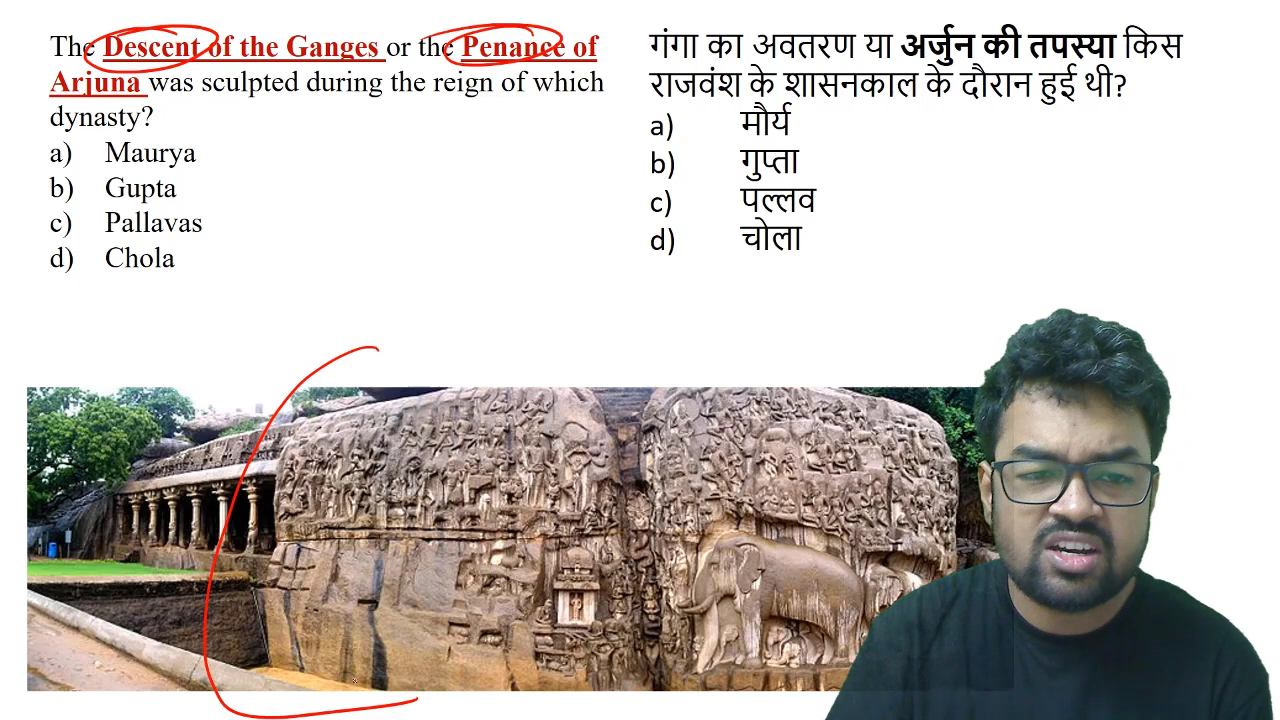 The Descent of the Ganges or the Penance of
Arjuna was sculpted during the reign of which
dynasty?
a) Maurya
b) Gupta
c) Pallavas
d) Chola
गंगा का अवतरण या अर्जुन की तपस्या किस
राजवंश के शासनकाल के दौरान हुई थी?
a) मौर्य
b) गुप्ता
c) पल्लव
d) चोला